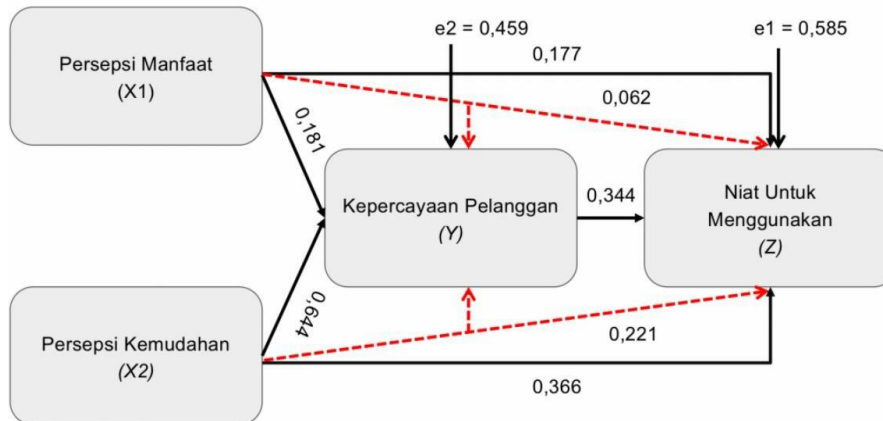 e2 = 0,459
e1 = 0,585
Persepsi Manfaat
(X1)
0,177
0,062
0,181
Kepercayaan Pelanggan
(Y)
0,344
Niat Untuk
Menggunakan
(Z)
0,644
Persepsi Kemudahan
(X2)
0,221
0,366